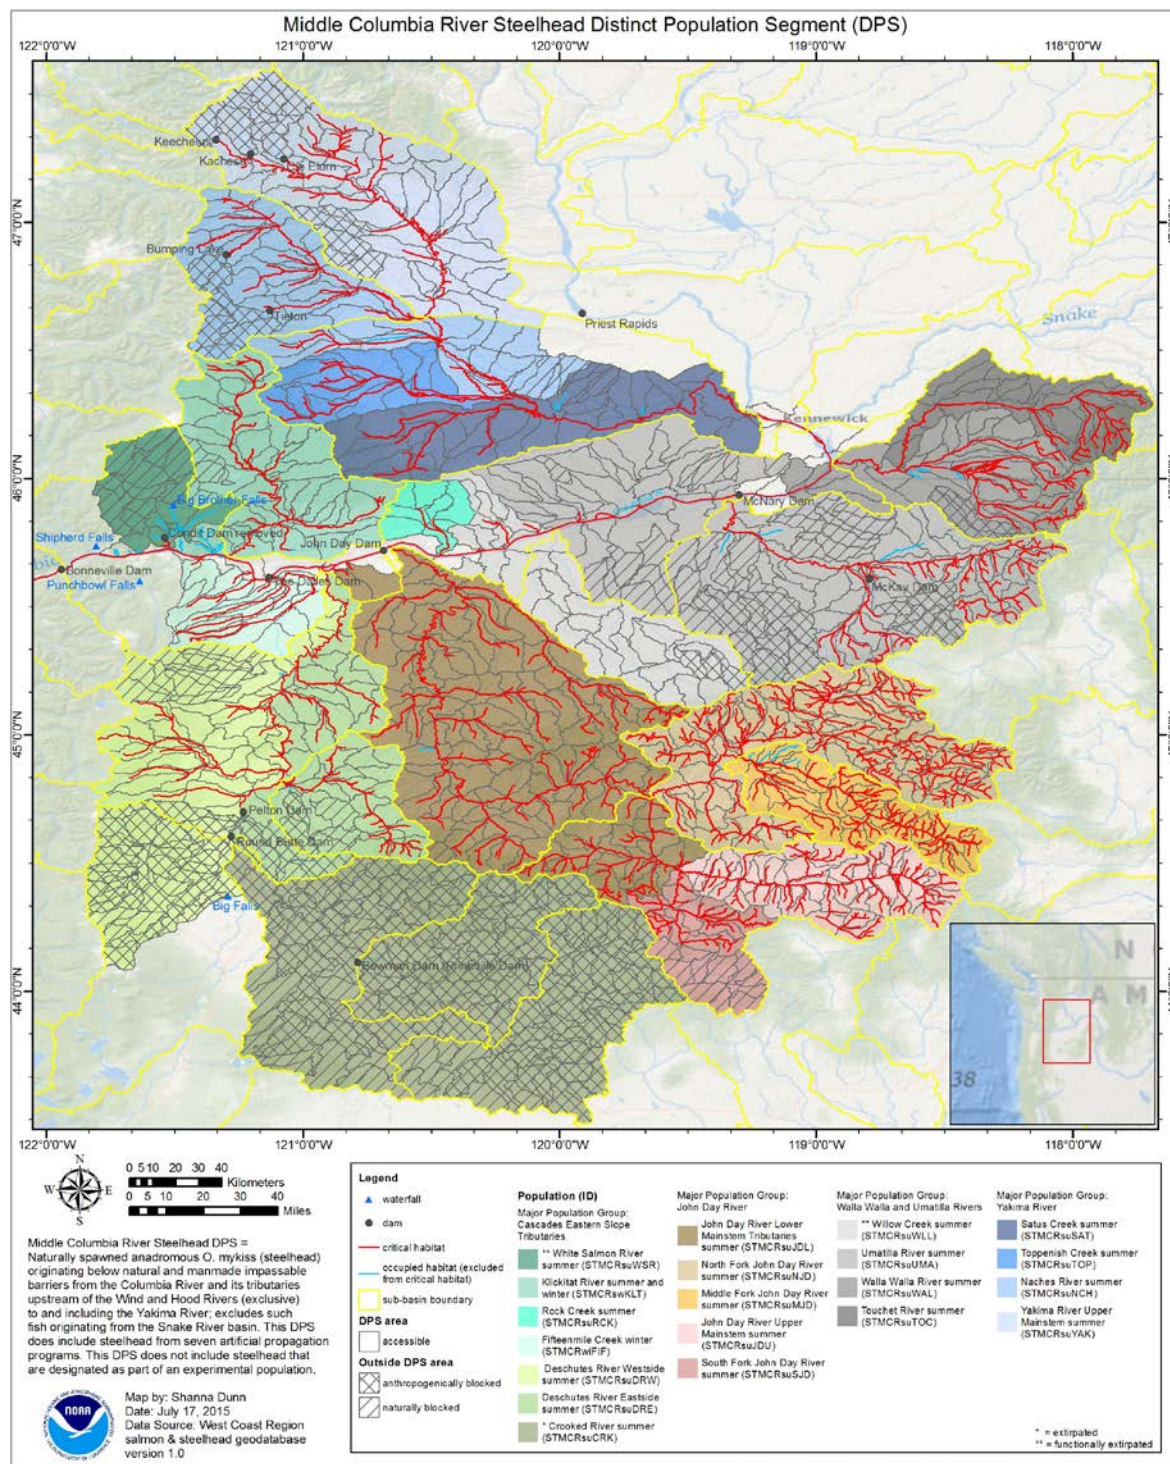 Middle Columbia River Steelhead Distinct Population Segment (DPS)
122°0'0"W 121°0'0"W 120°0'0"W 119°0'0"W 118°0'0"W
Keechelus
Kachess
Cle Elum
47°0'0"N
Bumping Lake
Tieton
Priest Rapids
Snake
Kennewick
46°0'0"N
McNary Dam
Big Brother Falls
Condit Dam removed
Shipherd Falls
John Day Dam
Bonneville Dam
The Dalles Dam
Punchbowl Falls
McKay Dam
45°0'0"N
Pelton Dam
Round Butte Dam
Big Falls
Bowman Dam (Prineville Dam)
44°0'0"N
N
A M
38
122°0'0"W 121°0'0"W 120°0'0"W 119°0'0"W 118°0'0"W
N
W E
S
0 5 10 20 30 40
Kilometers
0 5 10 20 30 40
Miles
Middle Columbia River Steelhead DPS =
Naturally spawned anadromous O. mykiss (steelhead)
originating below natural and manmade impassable
barriers from the Columbia River and its tributaries
upstream of the Wind and Hood Rivers (exclusive)
to and including the Yakima River; excludes such
fish originating from the Snake River basin. This DPS
does include steelhead from seven artificial propagation
programs. This DPS does not include steelhead that
are designated as part of an experimental population.
NOAA
Map by: Shanna Dunn
Date: July 17, 2015
Data Source: West Coast Region
salmon & steelhead geodatabase
version 1.0
Legend
waterfall
dam
critical habitat
occupied habitat (excluded
from critical habitat)
sub-basin boundary
DPS area
accessible
Outside DPS area
anthropogenically blocked
naturally blocked
Population (ID)
Major Population Group:
Cascades Eastern Slope
Tributaries
** White Salmon River
summer (STMCRsuWSR)
Klickitat River summer and
winter (STMCRswKLT)
Rock Creek summer
(STMCRsuRCK)
Fifteenmile Creek winter
(STMCRwiFIF)
Deschutes River Westside
summer (STMCRsuDRW)
Deschutes River Eastside
summer (STMCRsuDRE)
* Crooked River summer
(STMCRsuCRK)
Major Population Group:
John Day River
John Day River Lower
Mainstem Tributaries
summer (STMCRsuJDL)
North Fork John Day River
summer (STMCRsuNJD)
Middle Fork John Day River
summer (STMCRsuMJD)
John Day River Upper
Mainstem summer
(STMCRsuJDU)
South Fork John Day River
summer (STMCRsuSJD)
Major Population Group:
Walla Walla and Umatilla Rivers
** Willow Creek summer
(STMCRsuWLL)
Umatilla River summer
(STMCRsuUMA)
Walla Walla River summer
(STMCRsuWAL)
Touchet River summer
(STMCRsuTOC)
Major Population Group:
Yakima River
Satus Creek summer
(STMCRsuSAT)
Toppenish Creek summer
(STMCRsuTOP)
Naches River summer
(STMCRsuNCH)
Yakima River Upper
Mainstem summer
(STMCRsuYAK)
* = extirpated
** = functionally extirpated